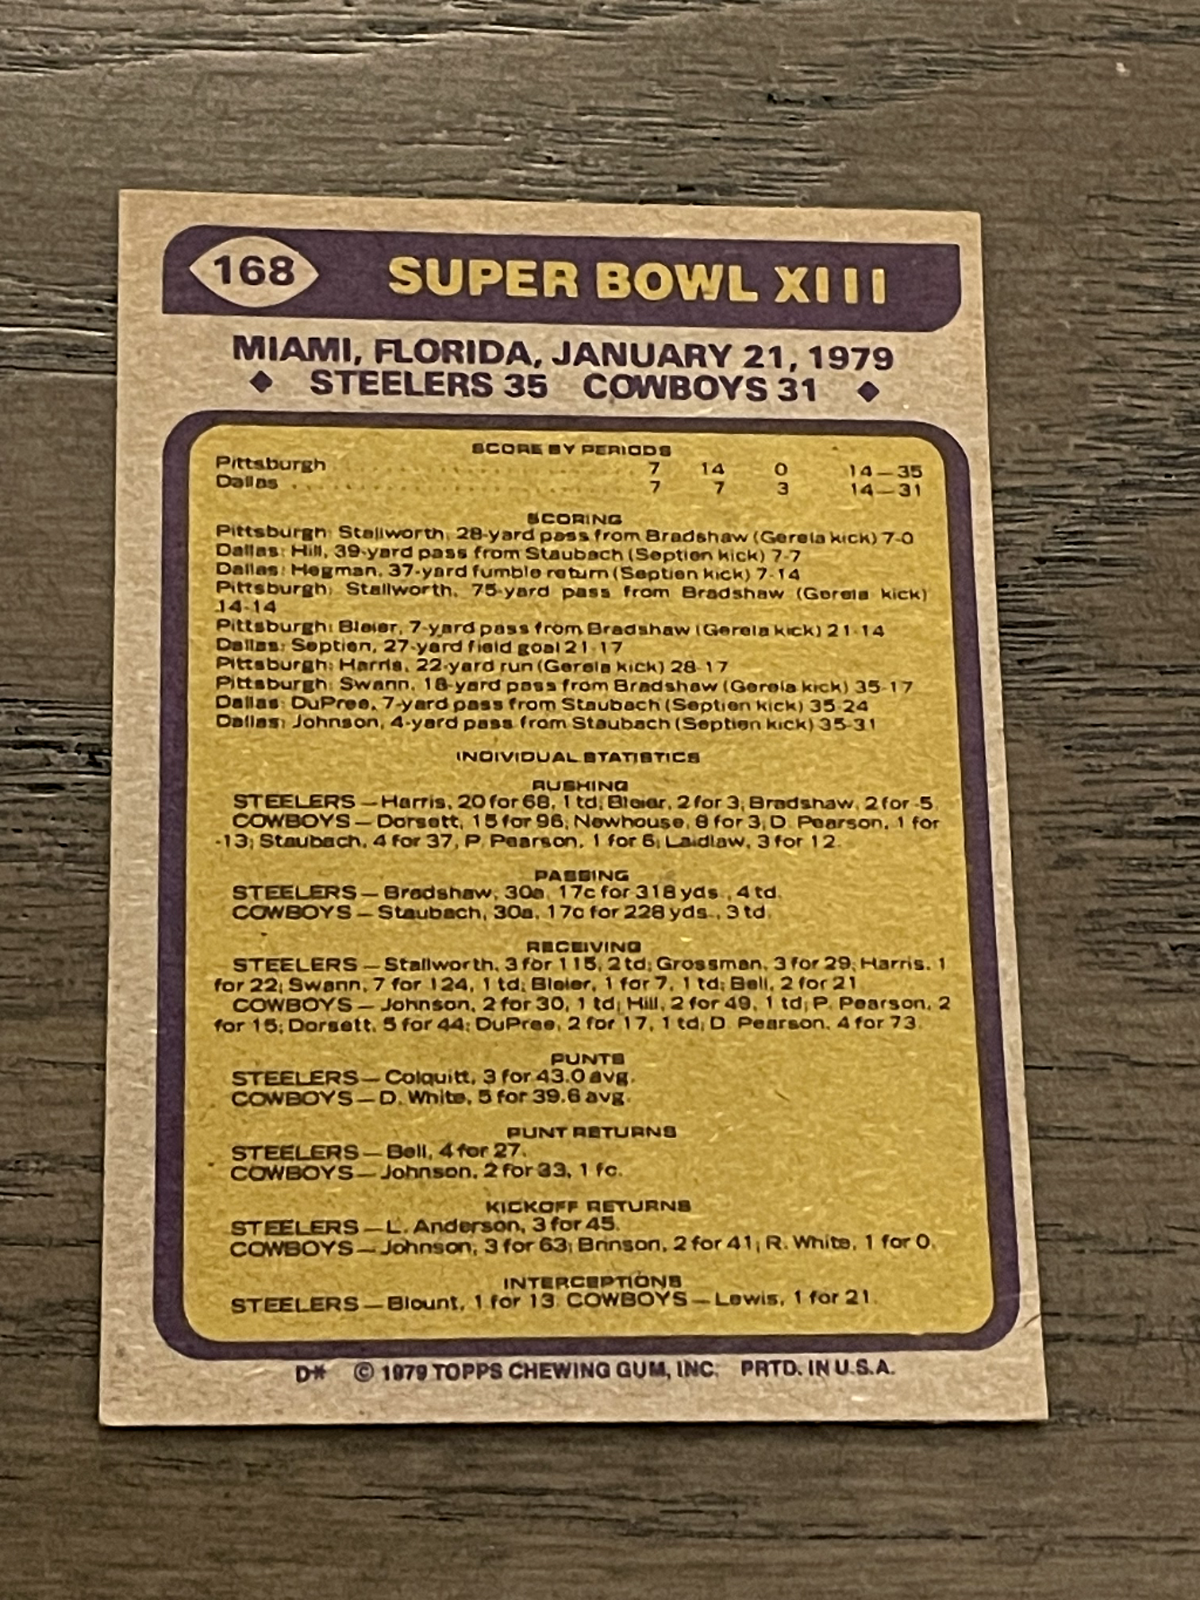 168 SUPER BOWL XIII
MIAMI, FLORIDA, JANUARY 21, 1979
◆ STEELERS 35 COWBOYS 31 ◆
SCORE BY PERIODS
Pittsburgh . . . . . . . . . . . . . . . 7 14 0 14—35
Dallas . . . . . . . . . . . . . . . 7 7 3 14—31
SCORING
Pittsburgh: Stallworth, 28-yard pass from Bradshaw (Gerela kick) 7-0
Dallas: Hill, 39-yard pass from Staubach (Septien kick) 7-7
Dallas: Hegman, 37-yard fumble return (Septien kick) 7-14
Pittsburgh: Stallworth, 75-yard pass from Bradshaw (Gerela kick)
14-14
Pittsburgh: Bleier, 7-yard pass from Bradshaw (Gerela kick) 21-14
Dallas: Septien, 27-yard field goal 21-17
Pittsburgh: Harris, 22-yard run (Gerela kick) 28-17
Pittsburgh: Swann, 18-yard pass from Bradshaw (Gerela kick) 35-17
Dallas: DuPree, 7-yard pass from Staubach (Septien kick) 35-24
Dallas: Johnson, 4-yard pass from Staubach (Septien kick) 35-31
INDIVIDUAL STATISTICS
RUSHING
STEELERS—Harris, 20 for 68, 1 td; Bleier, 2 for 3; Bradshaw, 2 for -5.
COWBOYS—Dorsett, 15 for 96; Newhouse, 8 for 3; D. Pearson, 1 for
-13; Staubach, 4 for 37, P. Pearson, 1 for 6; Laidlaw, 3 for 12.
PASSING
STEELERS—Bradshaw, 30a, 17c for 318 yds., 4 td.
COWBOYS—Staubach, 30a, 17c for 228 yds., 3 td.
RECEIVING
STEELERS—Stallworth, 3 for 115, 2 td; Grossman, 3 for 29; Harris, 1
for 22; Swann, 7 for 124, 1 td; Bleier, 1 for 7, 1 td; Bell, 2 for 21
COWBOYS—Johnson, 2 for 30, 1 td; Hill, 2 for 49, 1 td; P. Pearson, 2
for 15; Dorsett, 5 for 44; DuPree, 2 for 17, 1 td; D. Pearson, 4 for 73.
PUNTS
STEELERS—Colquitt, 3 for 43.0 avg.
COWBOYS—D. White, 5 for 39.6 avg.
PUNT RETURNS
STEELERS—Bell, 4 for 27.
COWBOYS—Johnson, 2 for 33, 1 fc.
KICKOFF RETURNS
STEELERS—L. Anderson, 3 for 45.
COWBOYS—Johnson, 3 for 63; Brinson, 2 for 41; R. White, 1 for 0.
INTERCEPTIONS
STEELERS—Blount, 1 for 13. COWBOYS—Lewis, 1 for 21.
D* © 1979 TOPPS CHEWING GUM, INC. PRTD. IN U.S.A.